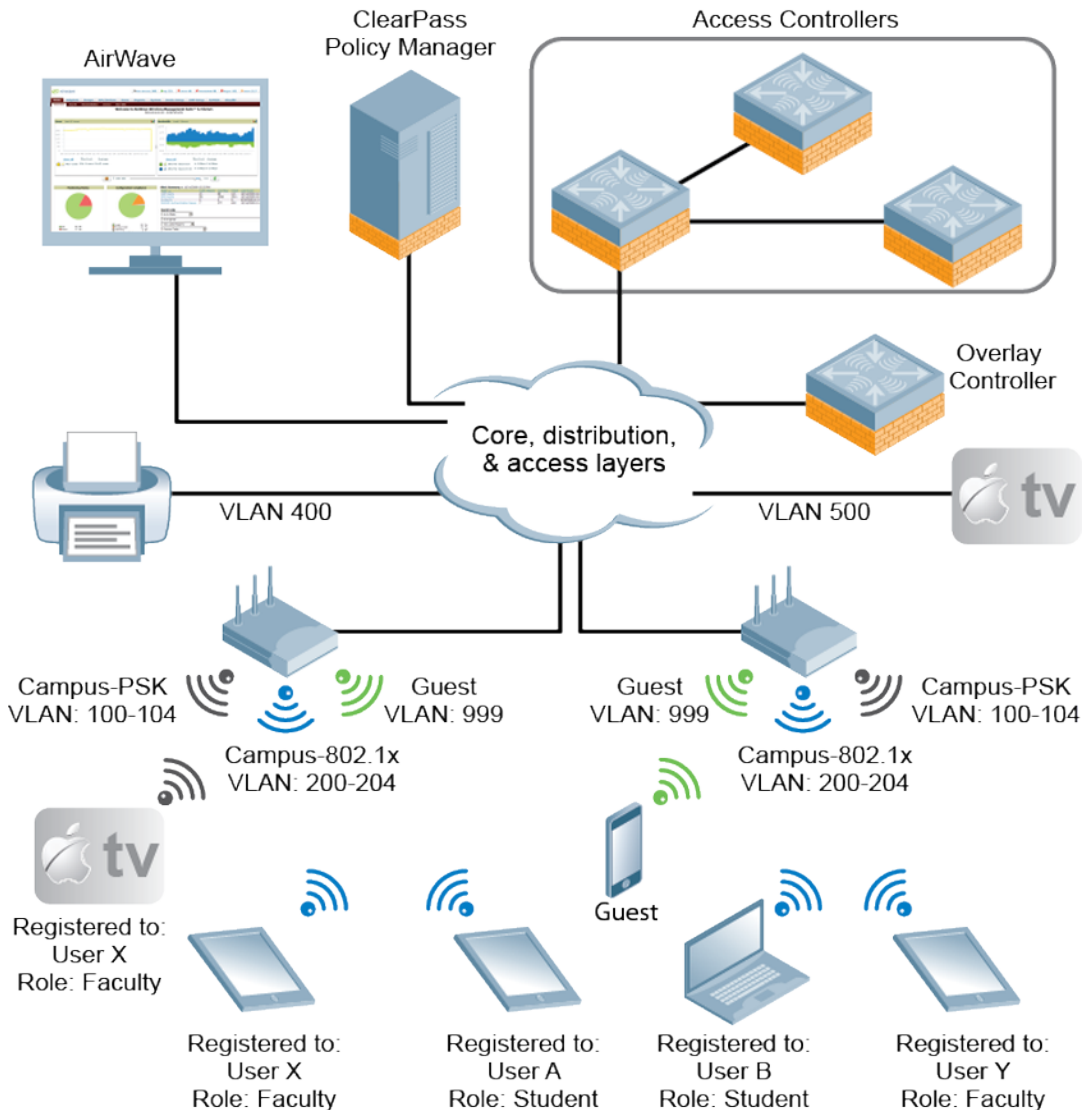 AirWave
ClearPass
Policy Manager
Access Controllers
Overlay
Controller
Core, distribution,
& access layers
VLAN 400
VLAN 500
tv
Campus-PSK
VLAN: 100-104
Guest
VLAN: 999
Campus-802.1x
VLAN: 200-204
Guest
VLAN: 999
Campus-PSK
VLAN: 100-104
Campus-802.1x
VLAN: 200-204
tv
Registered to:
User X
Role: Faculty
Guest
Registered to:
User X
Role: Faculty
Registered to:
User A
Role: Student
Registered to:
User B
Role: Student
Registered to:
User Y
Role: Faculty